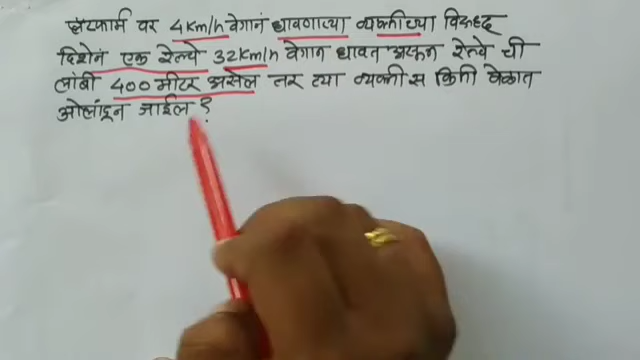 प्लॅटफार्म वर 4Km/h वेगानं धावणाऱ्या व्यक्तीच्या विरुद्ध
दिशेनं एक रेल्वे 32Km/h वेगान धावत असून रेल्वे ची
लांबी 400 मीटर असेल तर त्या व्यक्तीस किती वेळात
ओलांडून जाईल ?